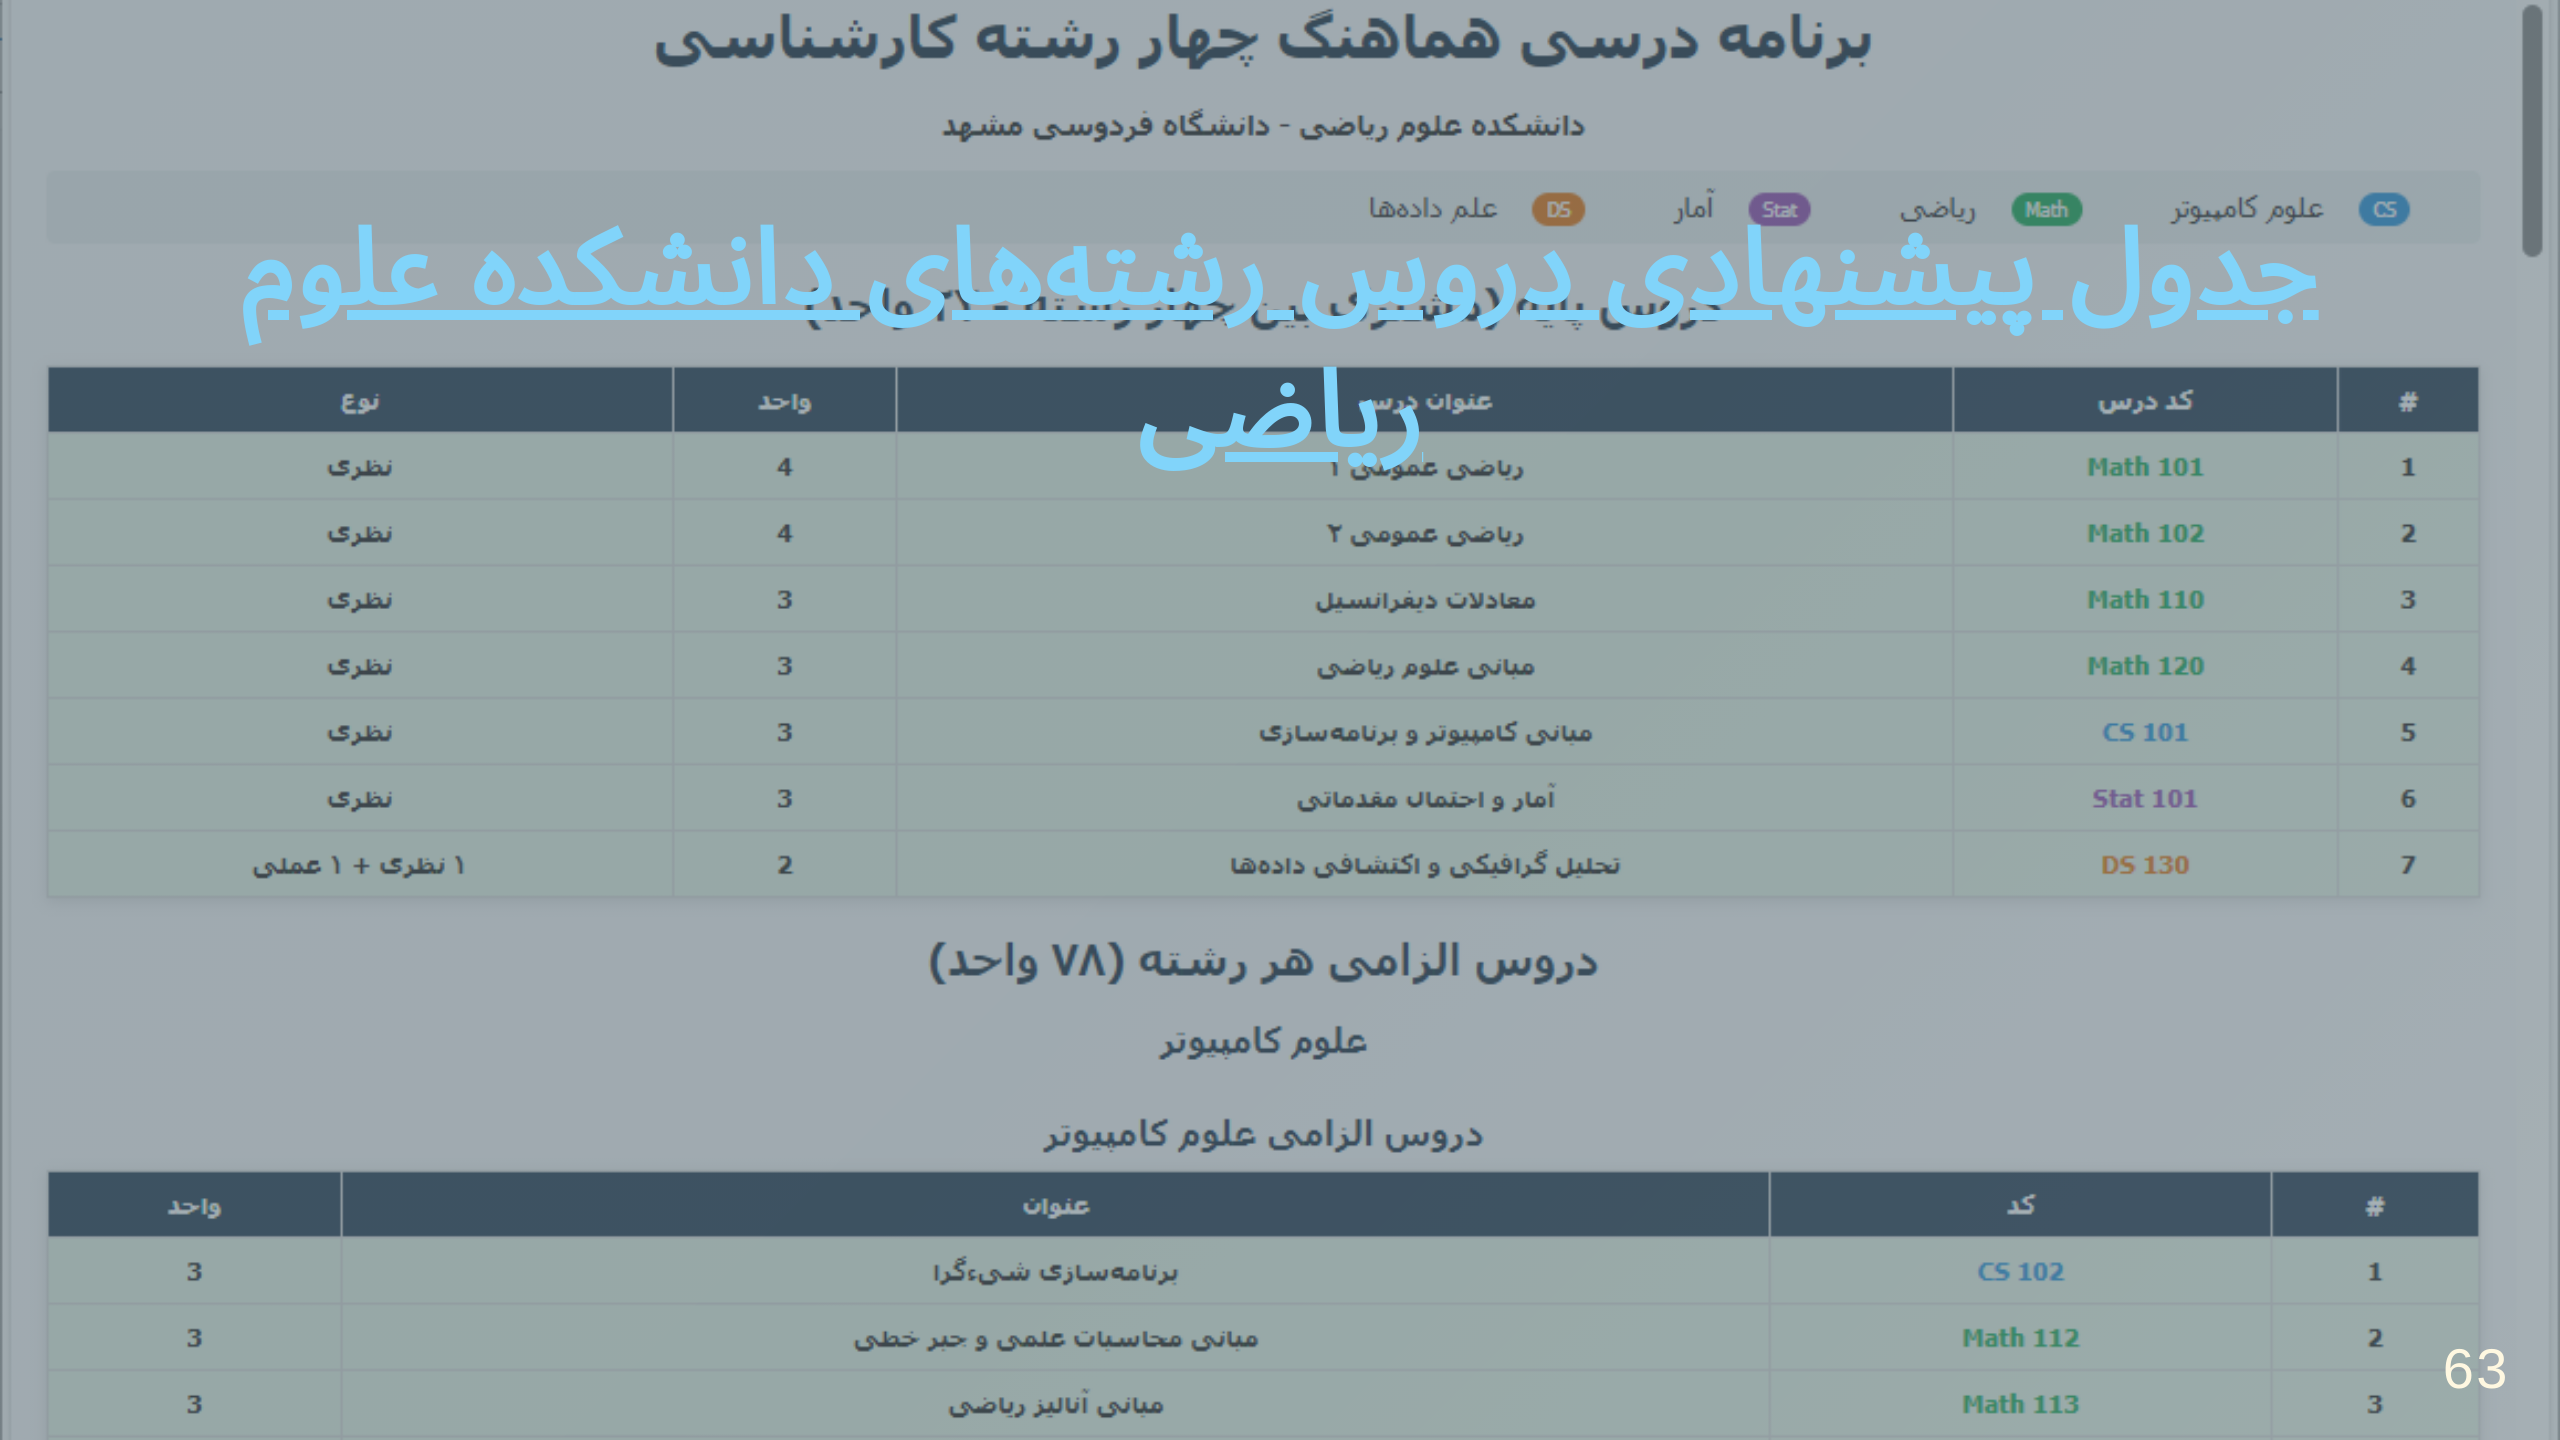 برنامه درسی هماهنگ چهار رشته کارشناسی
دانشکده علوم ریاضی - دانشگاه فردوسی مشهد
CS علوم کامپیوتر Math ریاضی Stat آمار DS علم داده‌ها
جدول پیشنهادی دروس رشته‌های دانشکده علوم
ریاضی
دروس پایه (مشترک بین چهار رشته - واحد)
# کد درس عنوان درس واحد نوع
1 Math 101 ریاضی عمومی ۱ 4 نظری
2 Math 102 ریاضی عمومی ۲ 4 نظری
3 Math 110 معادلات دیفرانسیل 3 نظری
4 Math 120 مبانی علوم ریاضی 3 نظری
5 CS 101 مبانی کامپیوتر و برنامه‌سازی 3 نظری
6 Stat 101 آمار و احتمال مقدماتی 3 نظری
7 DS 130 تحلیل گرافیکی و اکتشافی داده‌ها 2 ۱ نظری + ۱ عملی
دروس الزامی هر رشته (۷۸ واحد)
علوم کامپیوتر
دروس الزامی علوم کامپیوتر
# کد عنوان واحد
1 CS 102 برنامه‌سازی شیءگرا 3
2 Math 112 مبانی محاسبات علمی و جبر خطی 3
3 Math 113 مبانی آنالیز ریاضی 3
63